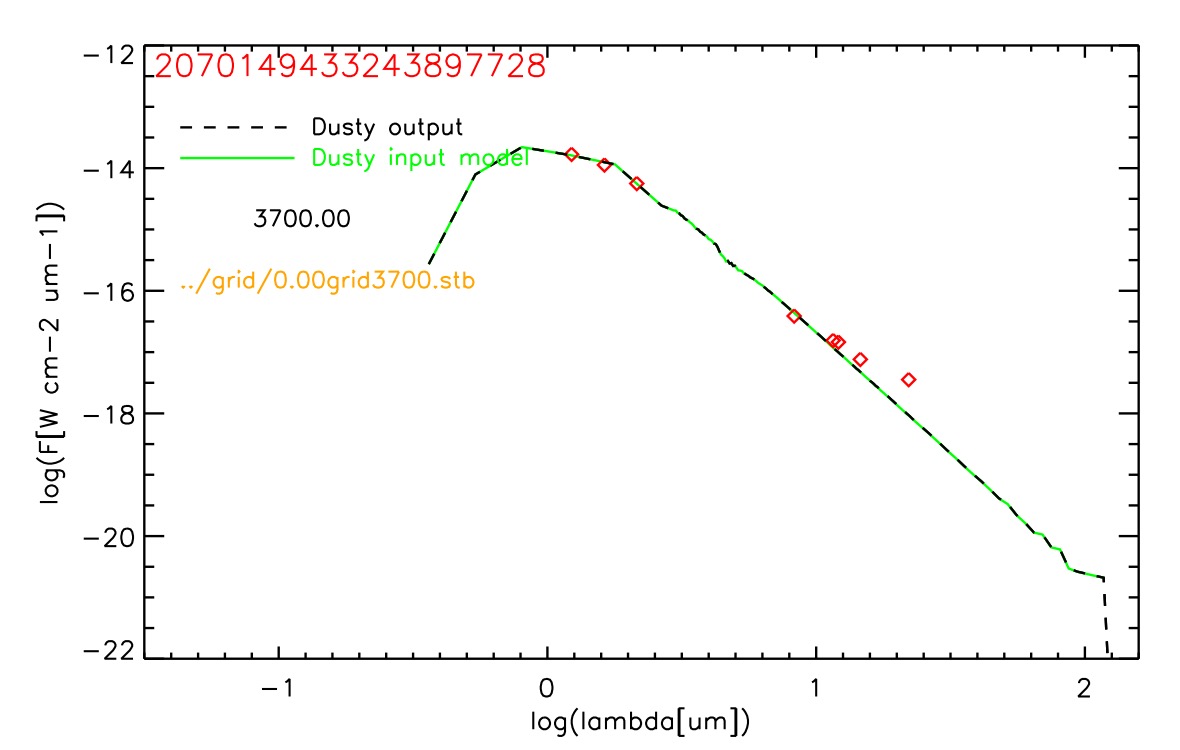 2070149433243897728
Dusty output
Dusty input model
3700.00
../grid/0.00grid3700.stb
-12
-14
-16
-18
-20
-22
log(F[W cm-2 um-1])
-1 0 1 2
log(lambda[um])